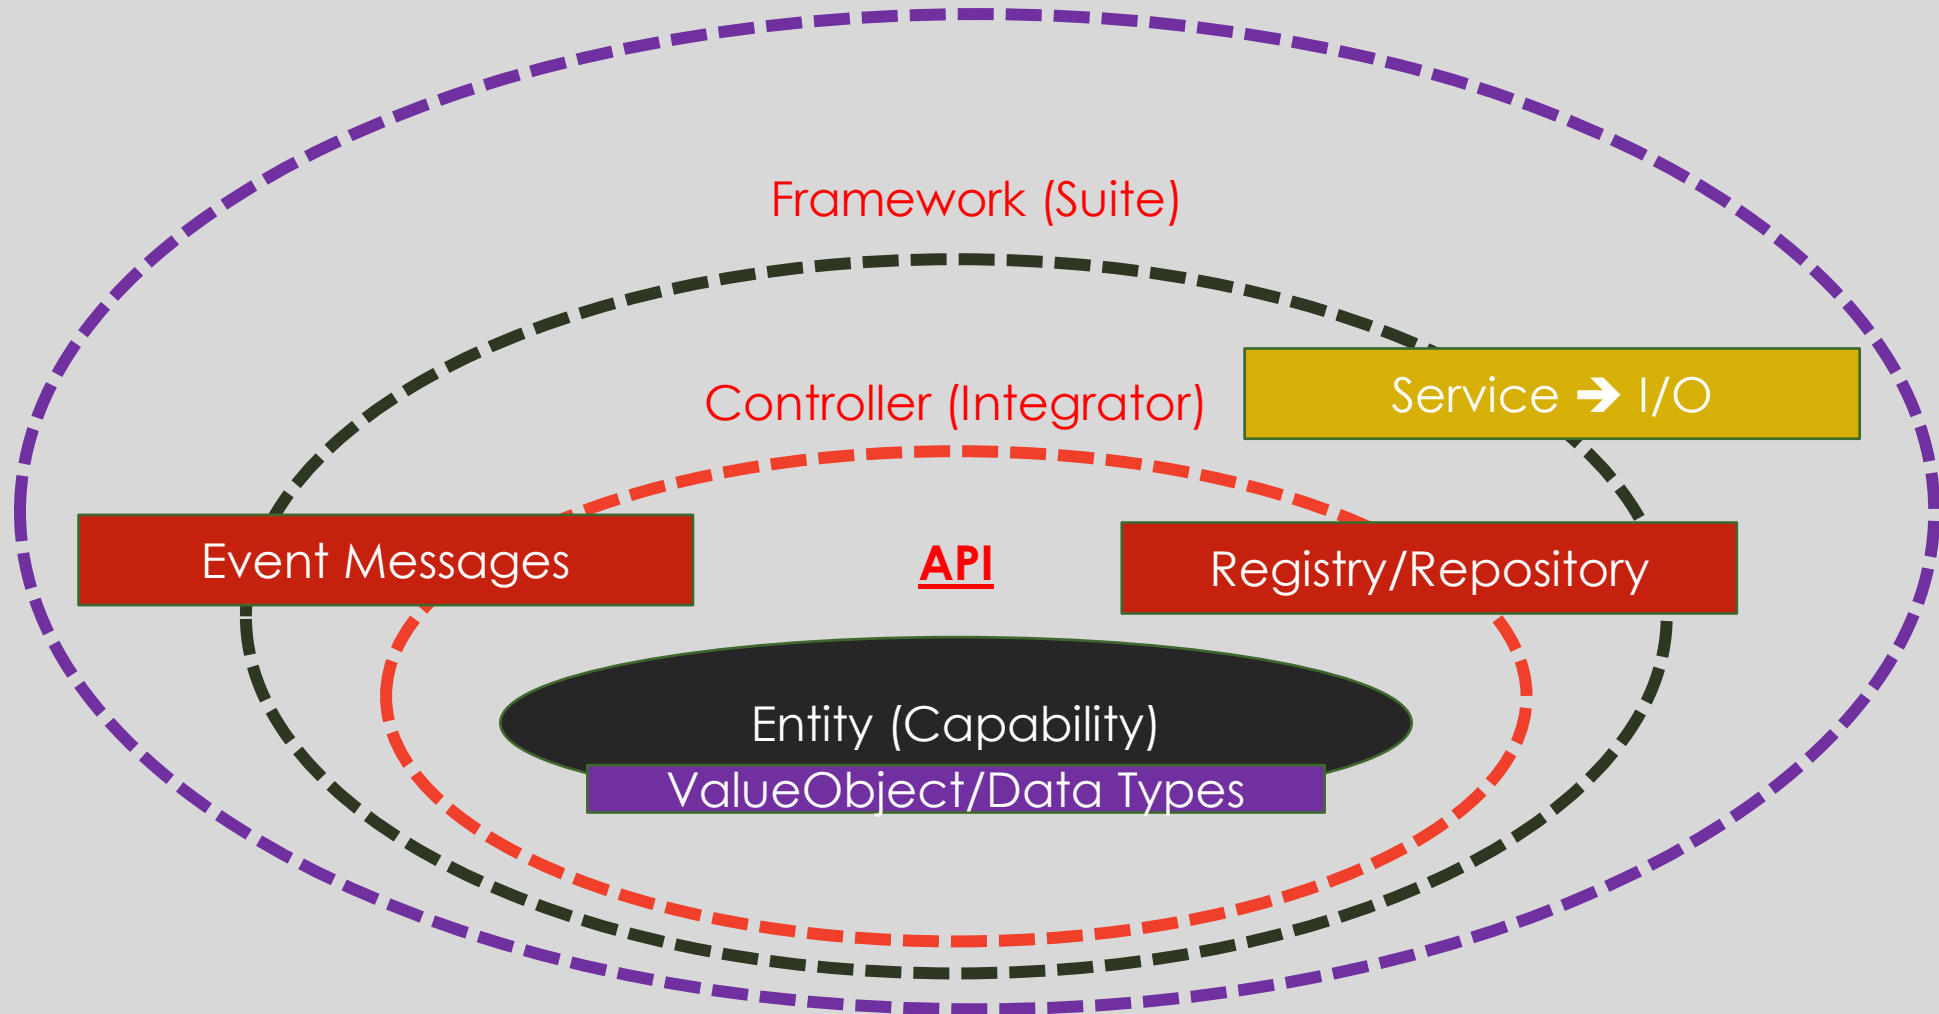 Framework (Suite)
Controller (Integrator)
Service ➔ I/O
Event Messages
API
Registry/Repository
Entity (Capability)
ValueObject/Data Types